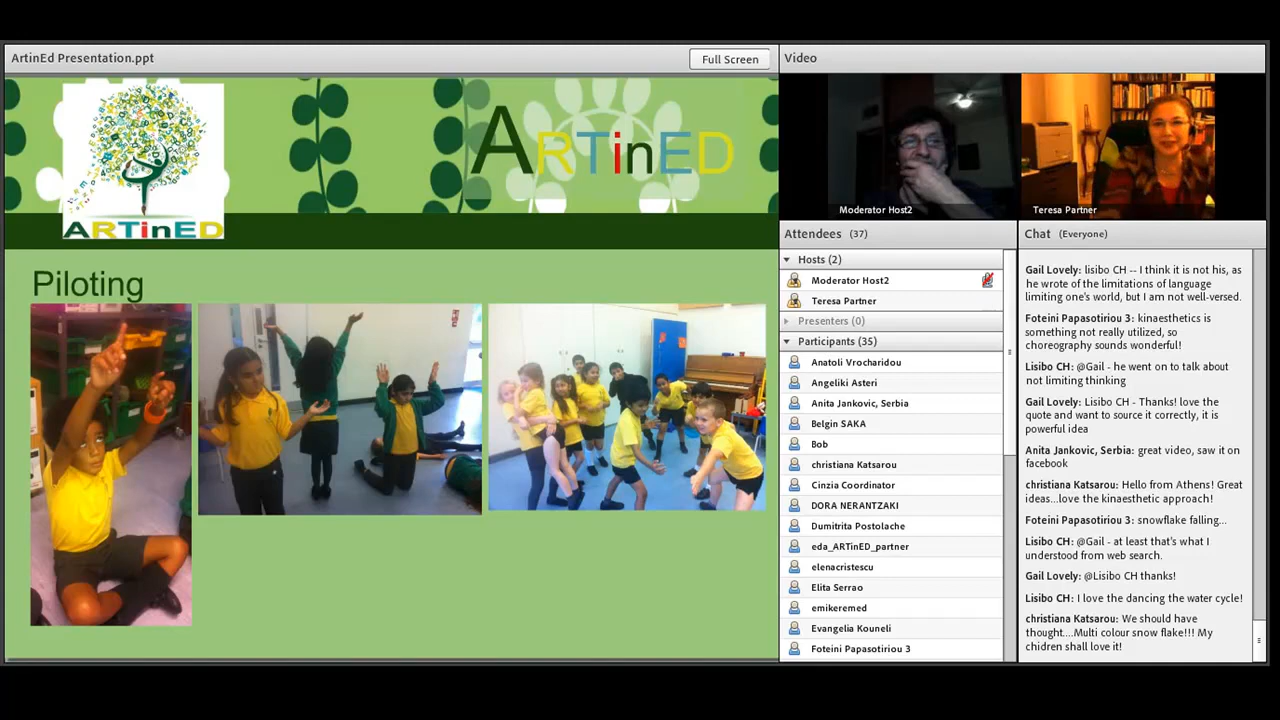 ArtinEd Presentation.ppt
Full Screen
ARTinED
ARTinED
Piloting
Video
Moderator Host2
Teresa Partner
Attendees (37)
Hosts (2)
Moderator Host2
Teresa Partner
Presenters (0)
Participants (35)
Anatoli Vrocharidou
Angeliki Asteri
Anita Jankovic, Serbia
Belgin SAKA
Bob
christiana Katsarou
Cinzia Coordinator
DORA NERANTZAKI
Dumitrita Postolache
eda_ARTinED_partner
elenacristescu
Elita Serrao
emikeremed
Evangelia Kouneli
Foteini Papasotiriou 3
Chat (Everyone)
Gail Lovely: lisibo CH -- I think it is not his, as
he wrote of the limitations of language
limiting one's world, but I am not well-versed.
Foteini Papasotiriou 3: kinaesthetics is
something not really utilized, so
choreography sounds wonderful!
Lisibo CH: @Gail - he went on to talk about
not limiting thinking
Gail Lovely: Lisibo CH - Thanks! love the
quote and want to source it correctly, it is
powerful idea
Anita Jankovic, Serbia: great video, saw it on
facebook
christiana Katsarou: Hello from Athens! Great
ideas...love the kinaesthetic approach!
Foteini Papasotiriou 3: snowflake falling...
Lisibo CH: @Gail - at least that's what I
understood from web search.
Gail Lovely: @Lisibo CH thanks!
Lisibo CH: I love the dancing the water cycle!
christiana Katsarou: We should have
thought....Multi colour snow flake!!! My
chidren shall love it!